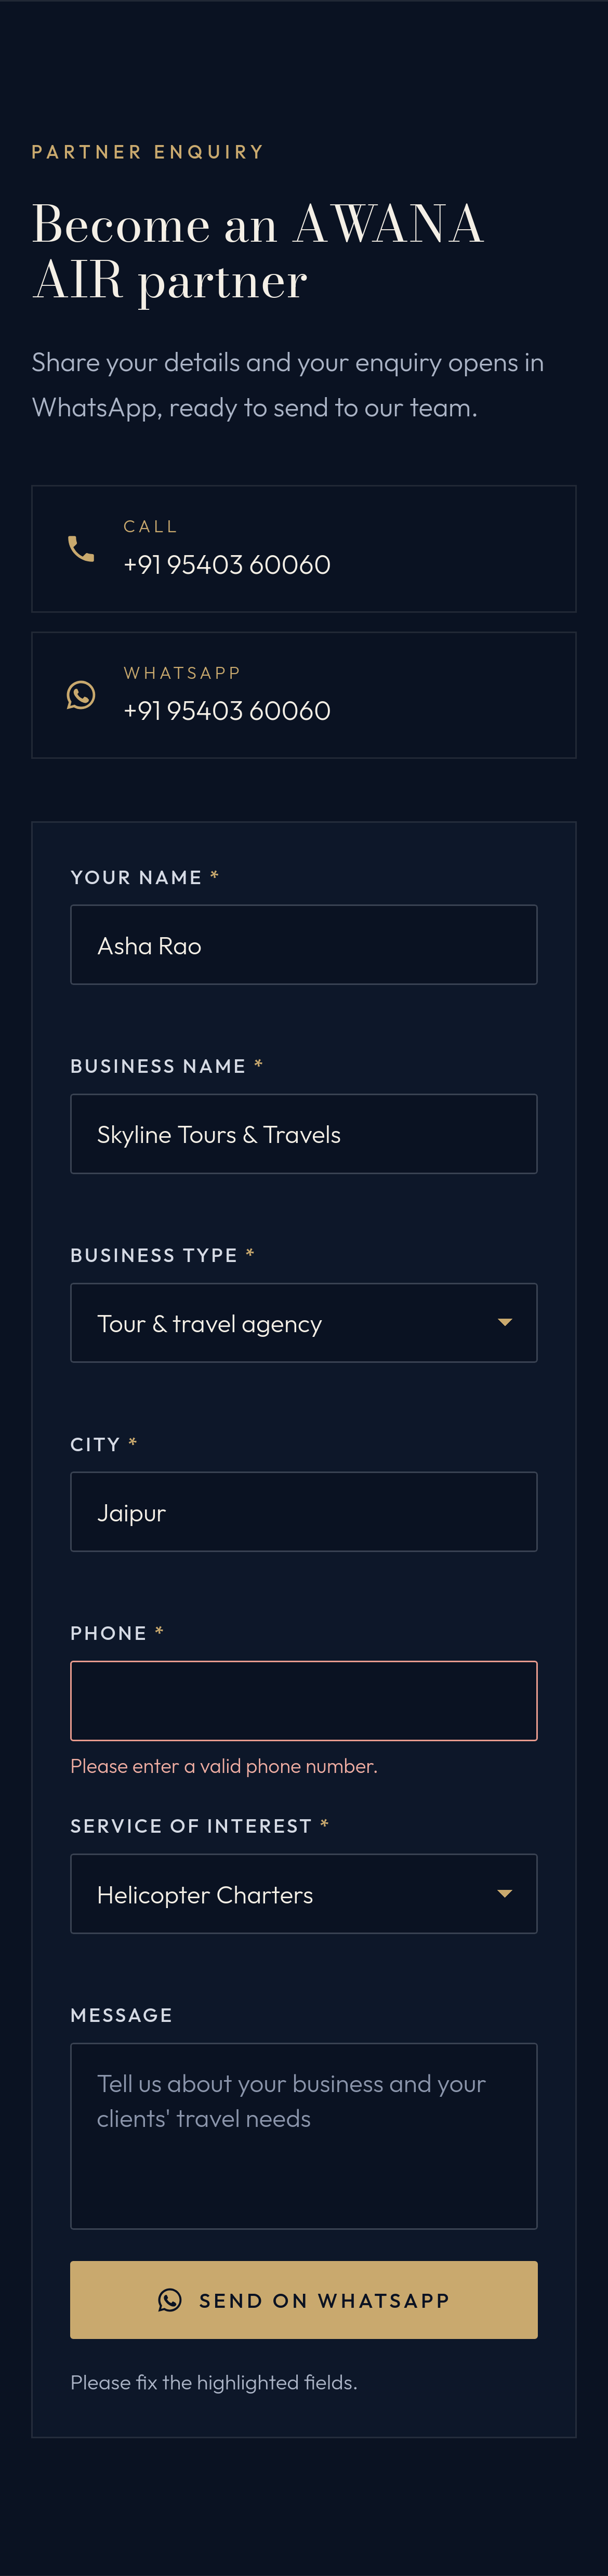 PARTNER ENQUIRY
Become an AWANA
AIR partner
Share your details and your enquiry opens in
WhatsApp, ready to send to our team.
CALL
+91 95403 60060
WHATSAPP
+91 95403 60060
YOUR NAME *
Asha Rao
BUSINESS NAME *
Skyline Tours & Travels
BUSINESS TYPE *
Tour & travel agency
CITY *
Jaipur
PHONE *
Please enter a valid phone number.
SERVICE OF INTEREST *
Helicopter Charters
MESSAGE
Tell us about your business and your
clients' travel needs
SEND ON WHATSAPP
Please fix the highlighted fields.